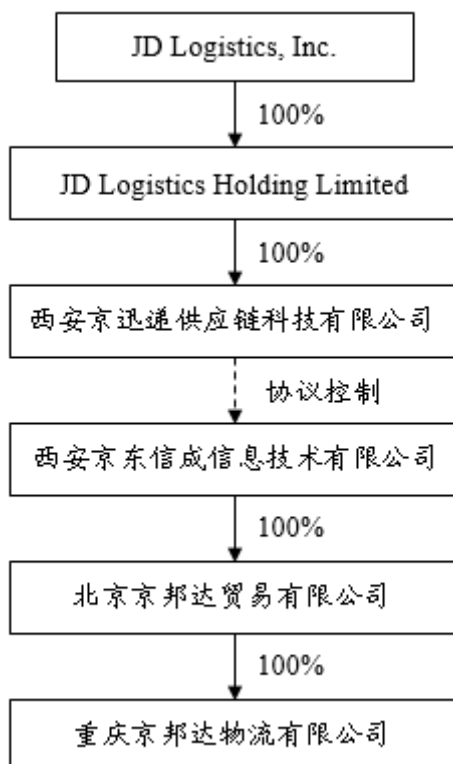 JD Logistics, Inc.
100%
JD Logistics Holding Limited
100%
西安京迅递供应链科技有限公司
协议控制
西安京东信成信息技术有限公司
100%
北京京邦达贸易有限公司
100%
重庆京邦达物流有限公司